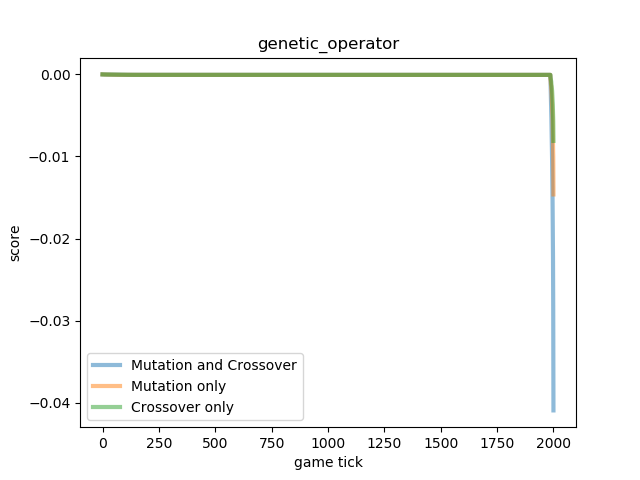 genetic_operator
score
0.00
−0.01
−0.02
−0.03
−0.04
Mutation and Crossover
Mutation only
Crossover only
0 250 500 750 1000 1250 1500 1750 2000
game tick